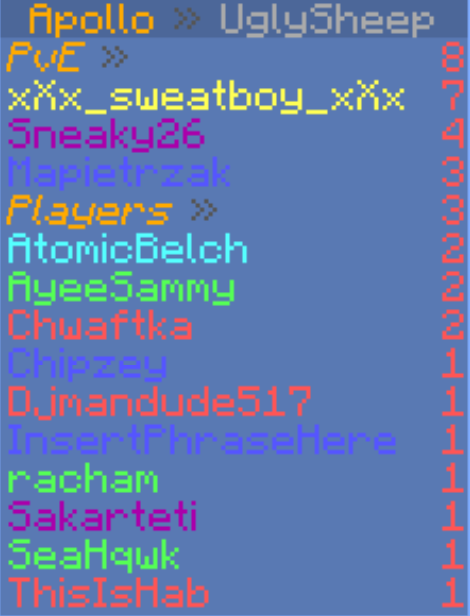 Apollo » UglySheep
PvE » 8
xXx_sweatboy_xXx 7
Sneaky26 4
Mapietrzak 3
Players » 3
AtomicBelch 2
AyeeSammy 2
Chwaftka 2
Chipzey 1
Djmandude517 1
InsertPhraseHere 1
racham 1
Sakarteti 1
SeaHqwk 1
ThisIsHab 1